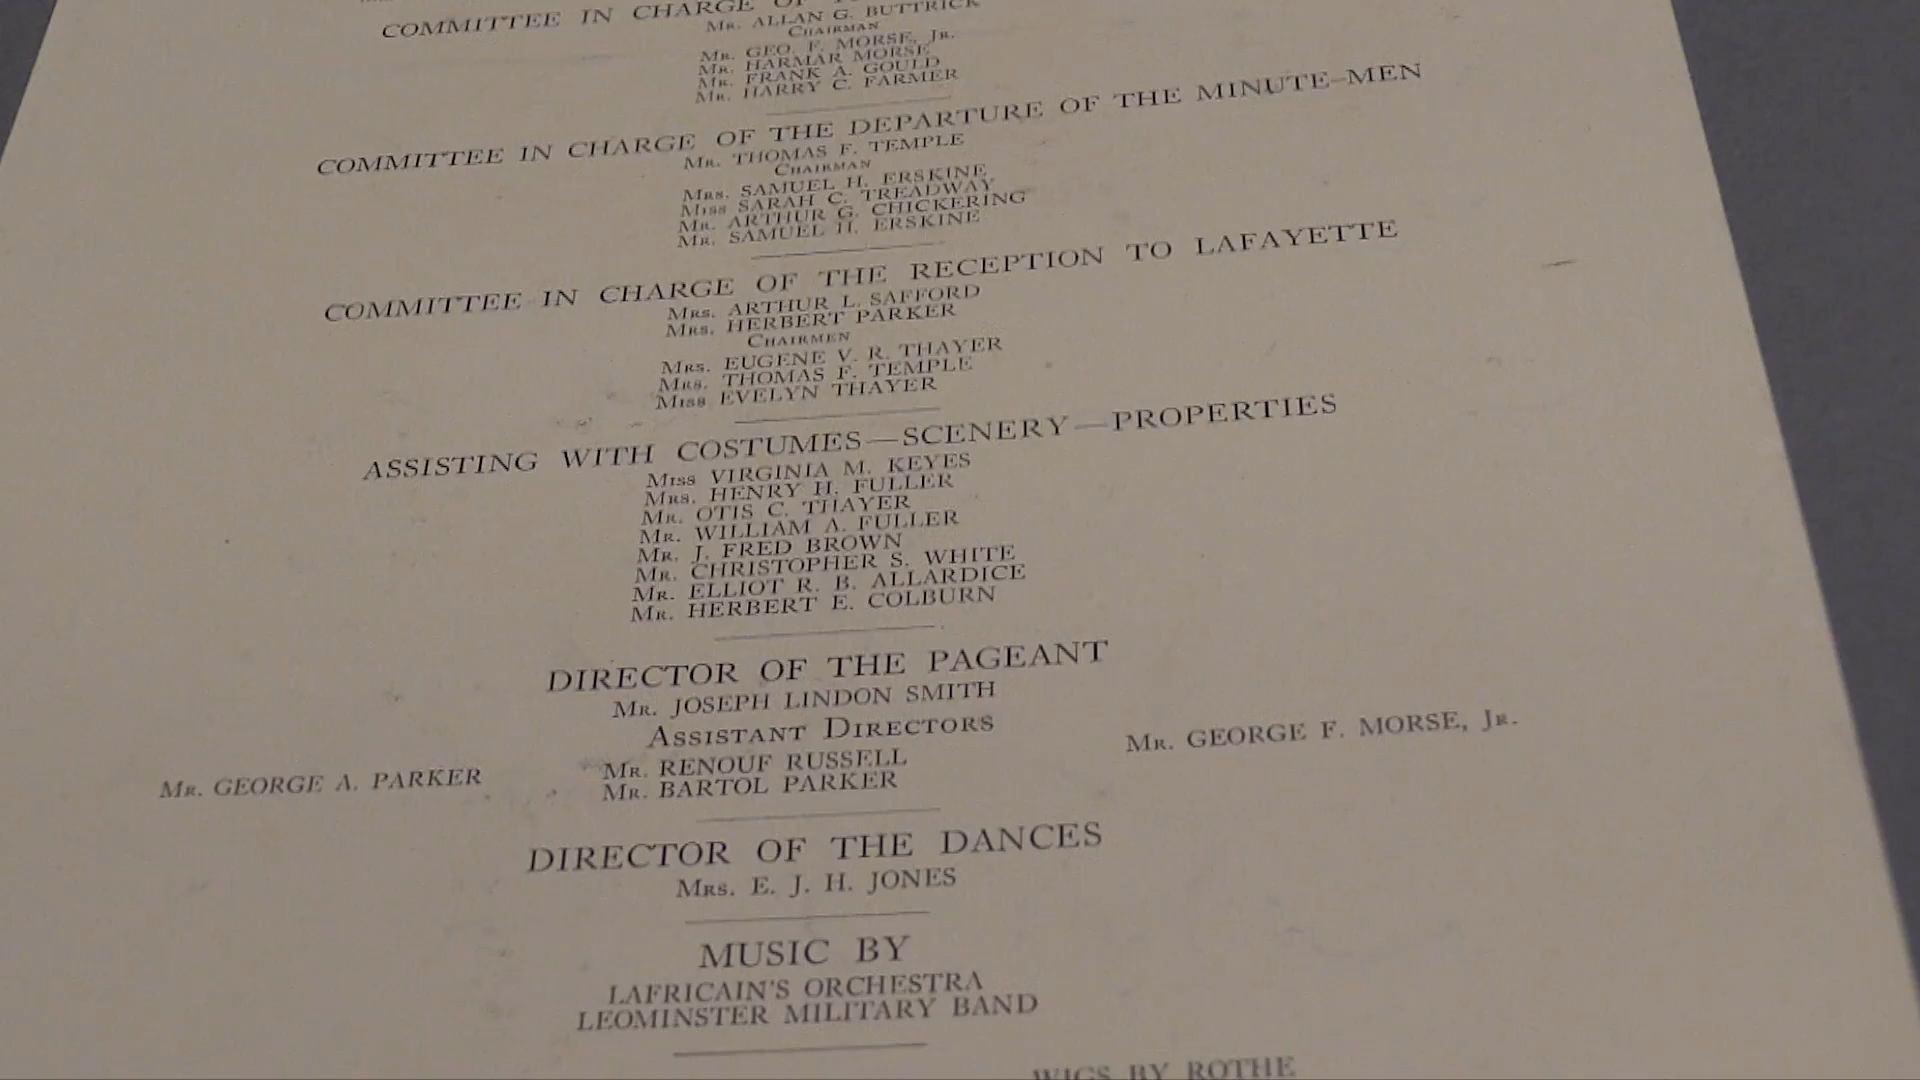 COMMITTEE IN CHARGE OF
Mr. ALLAN G. BUTTRICK
Chairman
Mr. GEO. F. MORSE, Jr.
Mr. HARMAR MORSE
Mr. FRANK A. GOULD
Mr. HARRY C. FARMER
COMMITTEE IN CHARGE OF THE DEPARTURE OF THE MINUTE-MEN
Mr. THOMAS F. TEMPLE
Chairman
Mrs. SAMUEL H. ERSKINE
Miss SARAH C. TREADWAY
Mr. ARTHUR G. CHICKERING
Mr. SAMUEL H. ERSKINE
COMMITTEE IN CHARGE OF THE RECEPTION TO LAFAYETTE
Mrs. ARTHUR L. SAFFORD
Mrs. HERBERT PARKER
Chairmen
Mrs. EUGENE V. R. THAYER
Mrs. THOMAS F. TEMPLE
Miss EVELYN THAYER
ASSISTING WITH COSTUMES—SCENERY—PROPERTIES
Miss VIRGINIA M. KEYES
Mrs. HENRY H. FULLER
Mr. OTIS C. THAYER
Mr. WILLIAM A. FULLER
Mr. J. FRED BROWN
Mr. CHRISTOPHER S. WHITE
Mr. ELLIOT R. B. ALLARDICE
Mr. HERBERT E. COLBURN
DIRECTOR OF THE PAGEANT
Mr. JOSEPH LINDON SMITH
Assistant Directors
Mr. GEORGE A. PARKER
Mr. RENOUF RUSSELL
Mr. BARTOL PARKER
Mr. GEORGE F. MORSE, Jr.
DIRECTOR OF THE DANCES
Mrs. E. J. H. JONES
MUSIC BY
LAFRICAIN'S ORCHESTRA
LEOMINSTER MILITARY BAND
WIGS BY ROTHE